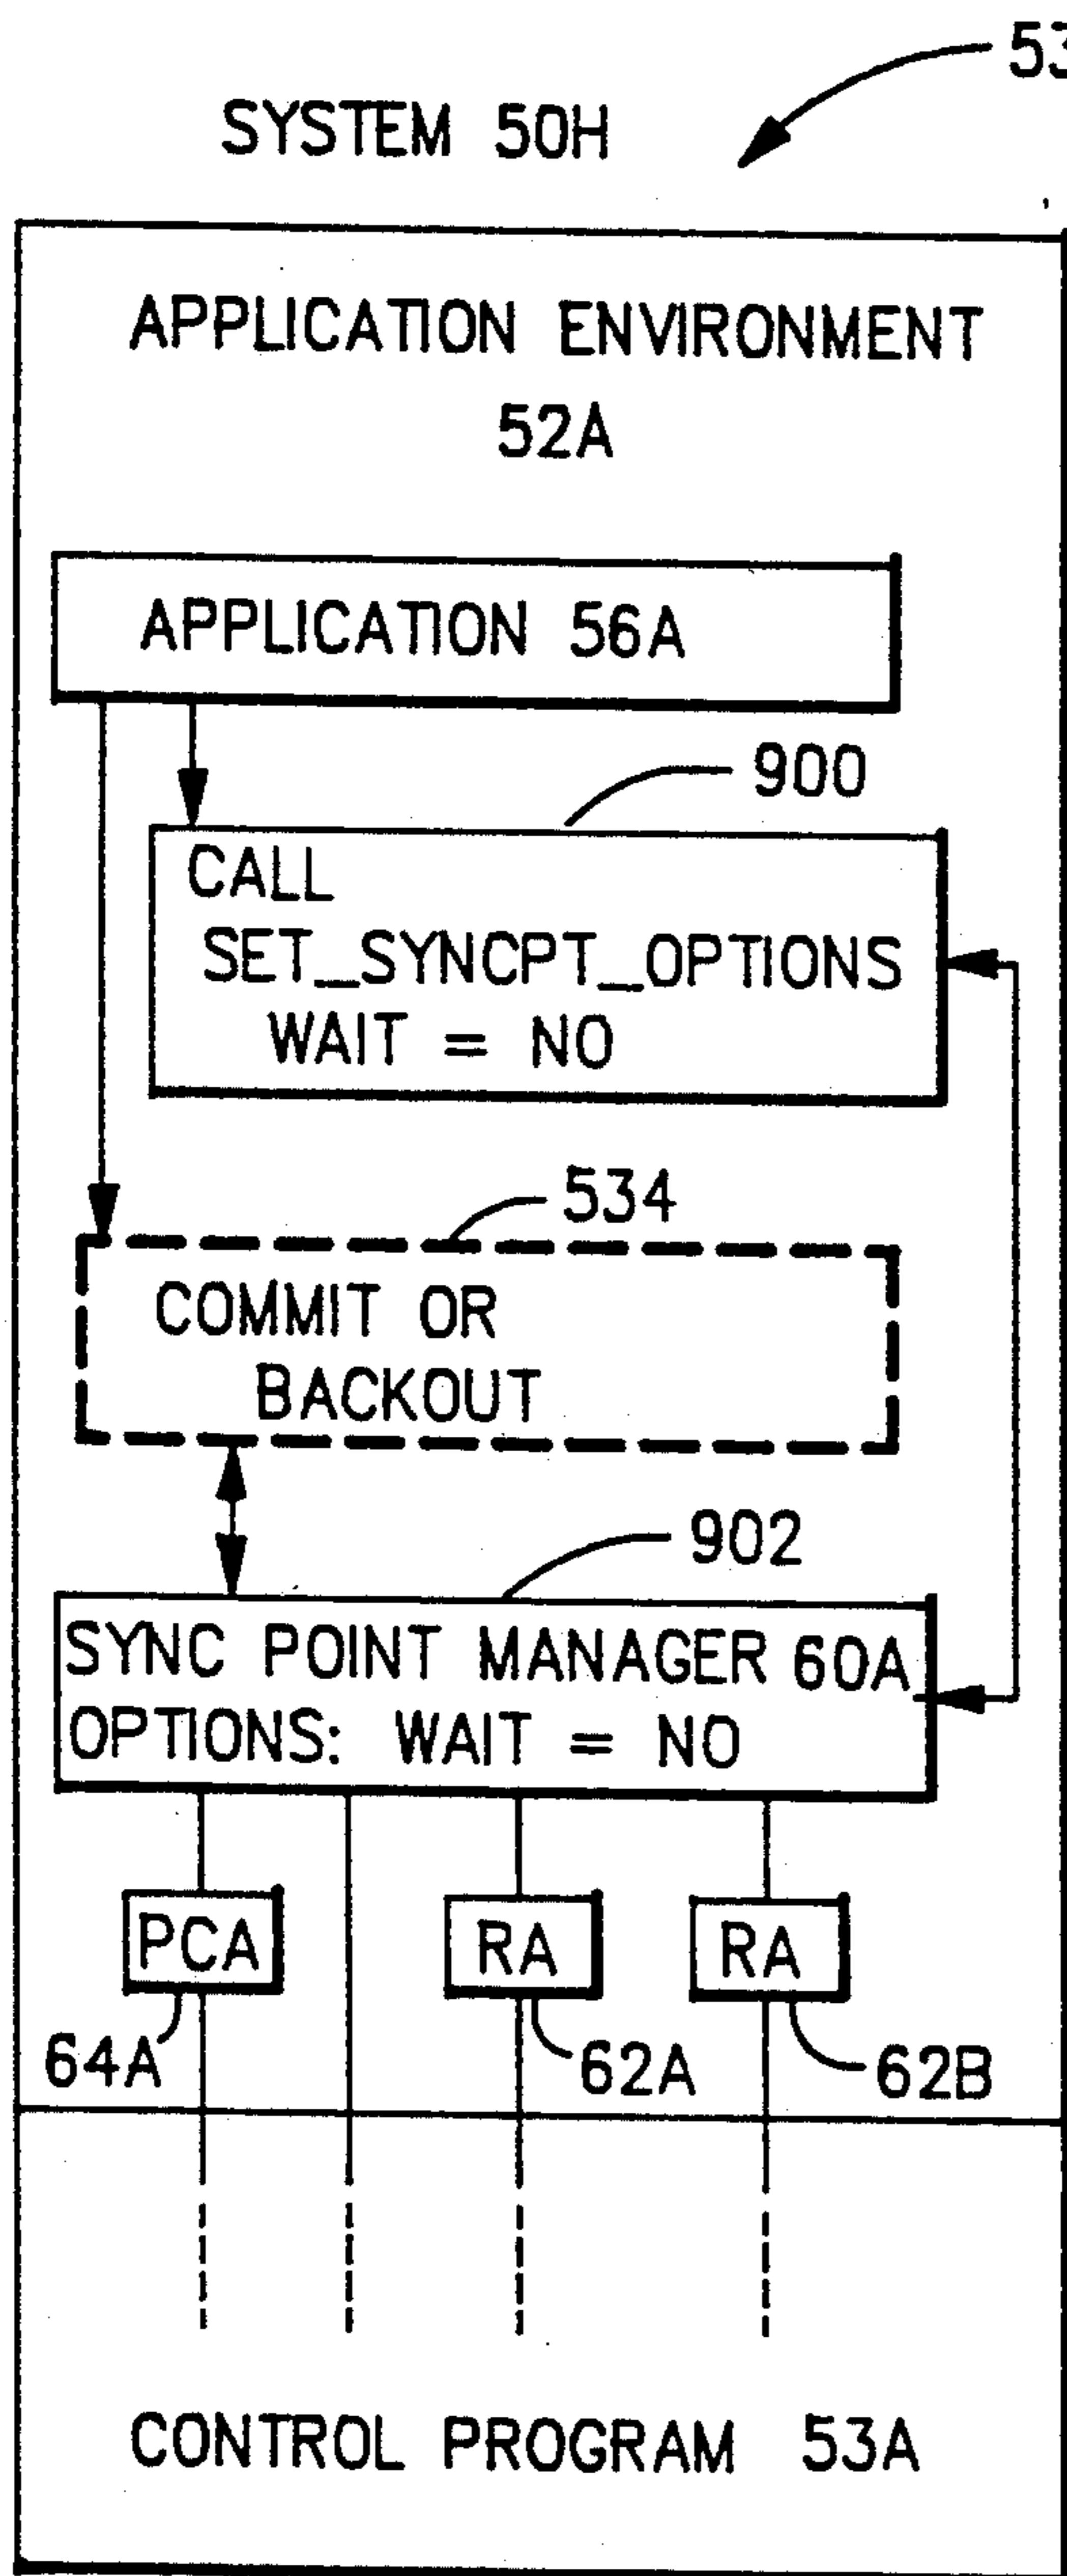 53
SYSTEM 50H
APPLICATION ENVIRONMENT
52A
APPLICATION 56A
900
CALL
SET_SYNCPT_OPTIONS
WAIT = NO
534
COMMIT OR
BACKOUT
902
SYNC POINT MANAGER 60A
OPTIONS: WAIT = NO
PCA
RA
RA
64A
62A
62B
CONTROL PROGRAM 53A